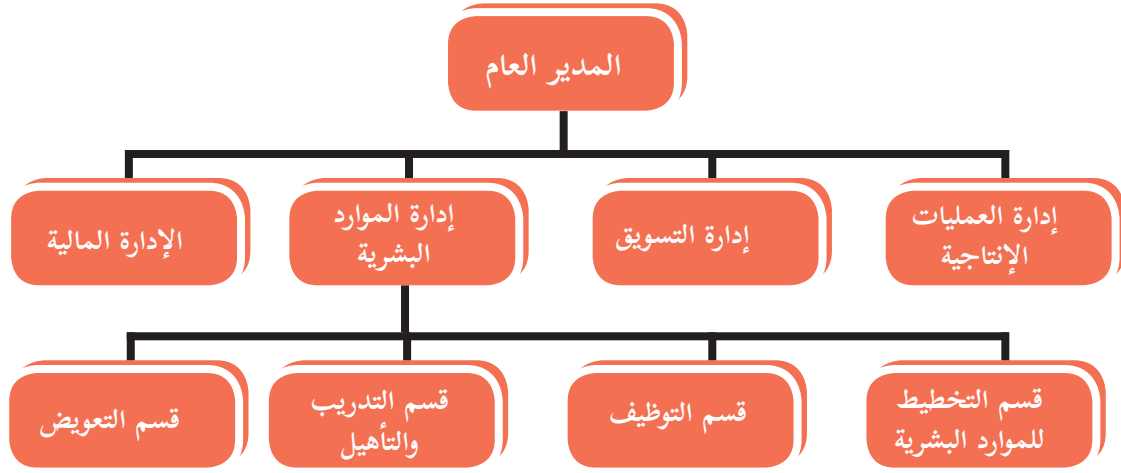 المدير العام
إدارة العمليات
الإنتاجية
إدارة التسويق
إدارة الموارد
البشرية
الإدارة المالية
قسم التخطيط
للموارد البشرية
قسم التوظيف
قسم التدريب
والتأهيل
قسم التعويض